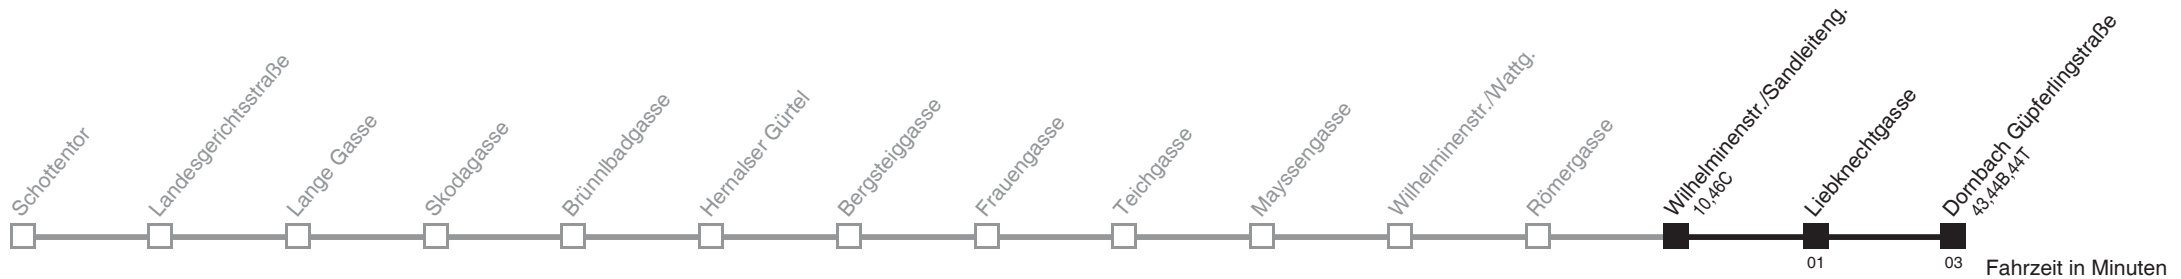 Schottentor
Landesgerichtsstraße
Lange Gasse
Skodagasse
Brünnlbadgasse
Hernalser Gürtel
Bergsteiggasse
Frauengasse
Teichgasse
Mayssengasse
Wilhelminenstr./Wattg.
Römergasse
Wilhelminenstr./Sandleiteng.
10,46C
Liebknechtgasse
Dornbach Güpferlingstraße
43,44B,44T
01
03
Fahrzeit in Minuten